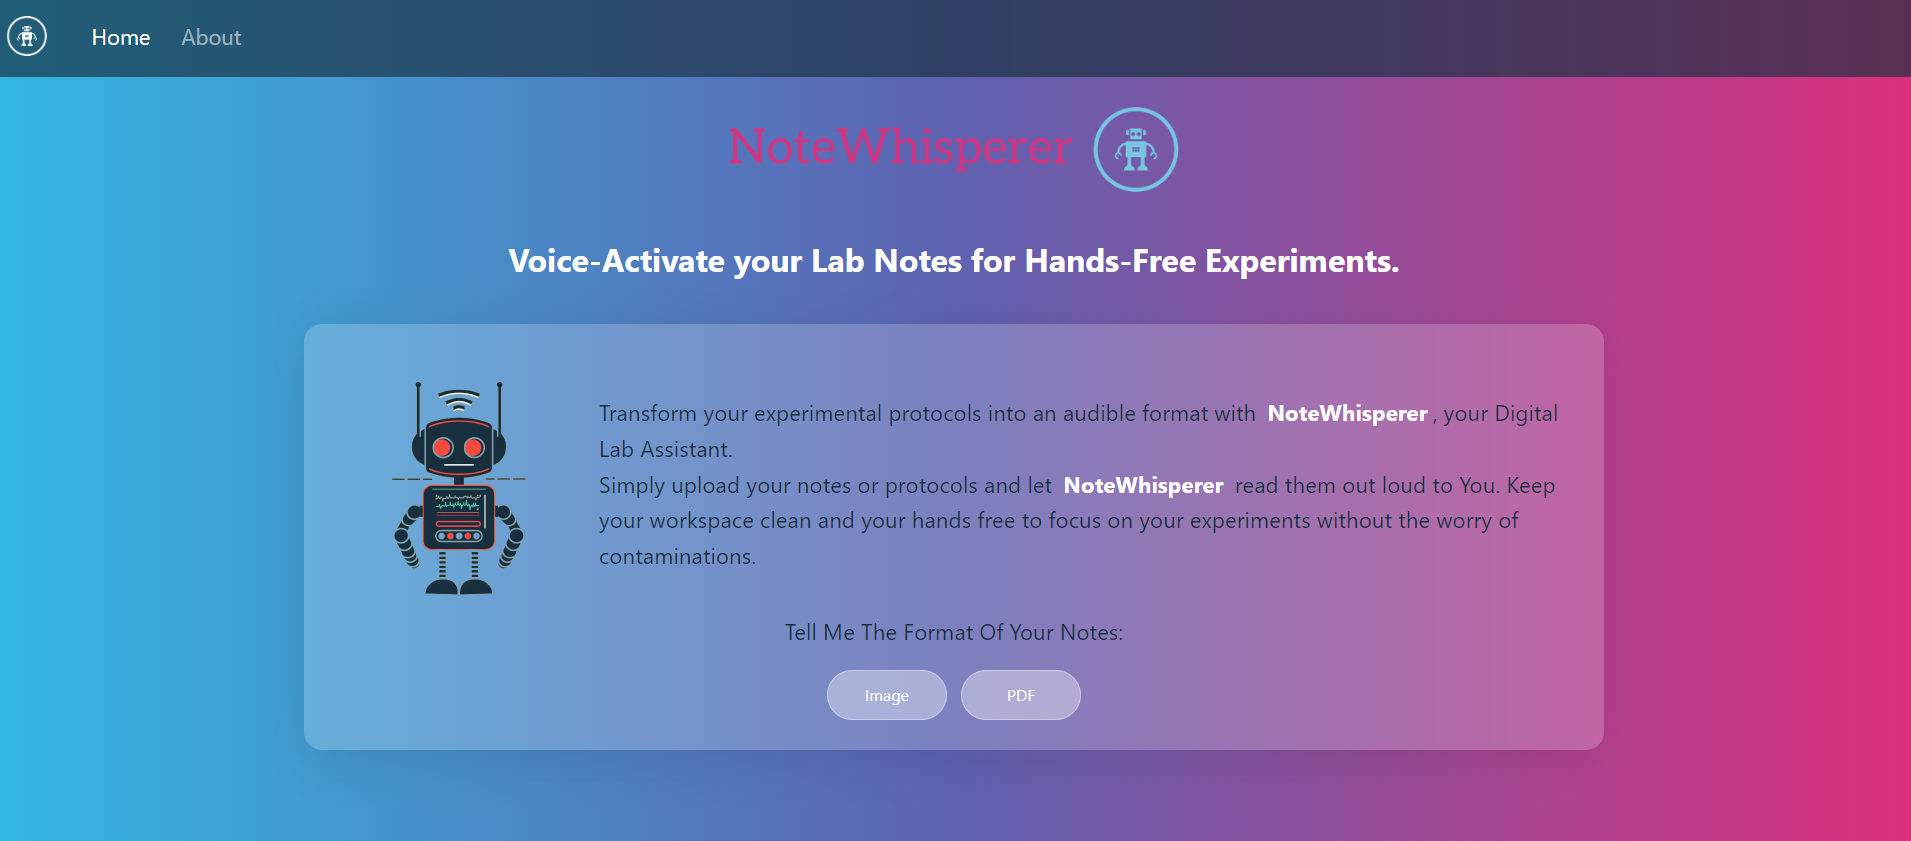 Home About
NoteWhisperer
Voice-Activate your Lab Notes for Hands-Free Experiments.
Transform your experimental protocols into an audible format with NoteWhisperer, your Digital
Lab Assistant.
Simply upload your notes or protocols and let NoteWhisperer read them out loud to You. Keep
your workspace clean and your hands free to focus on your experiments without the worry of
contaminations.
Tell Me The Format Of Your Notes:
Image PDF